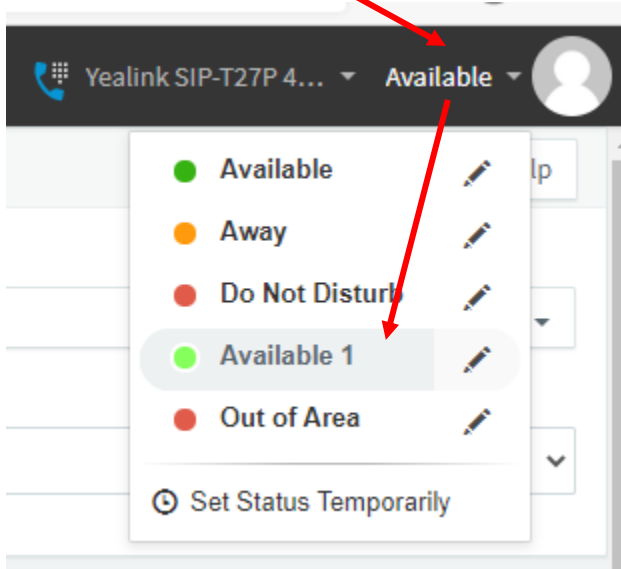 Yealink SIP-T27P 4... Available
Available
lp
Away
Do Not Disturb
Available 1
Out of Area
Set Status Temporarily